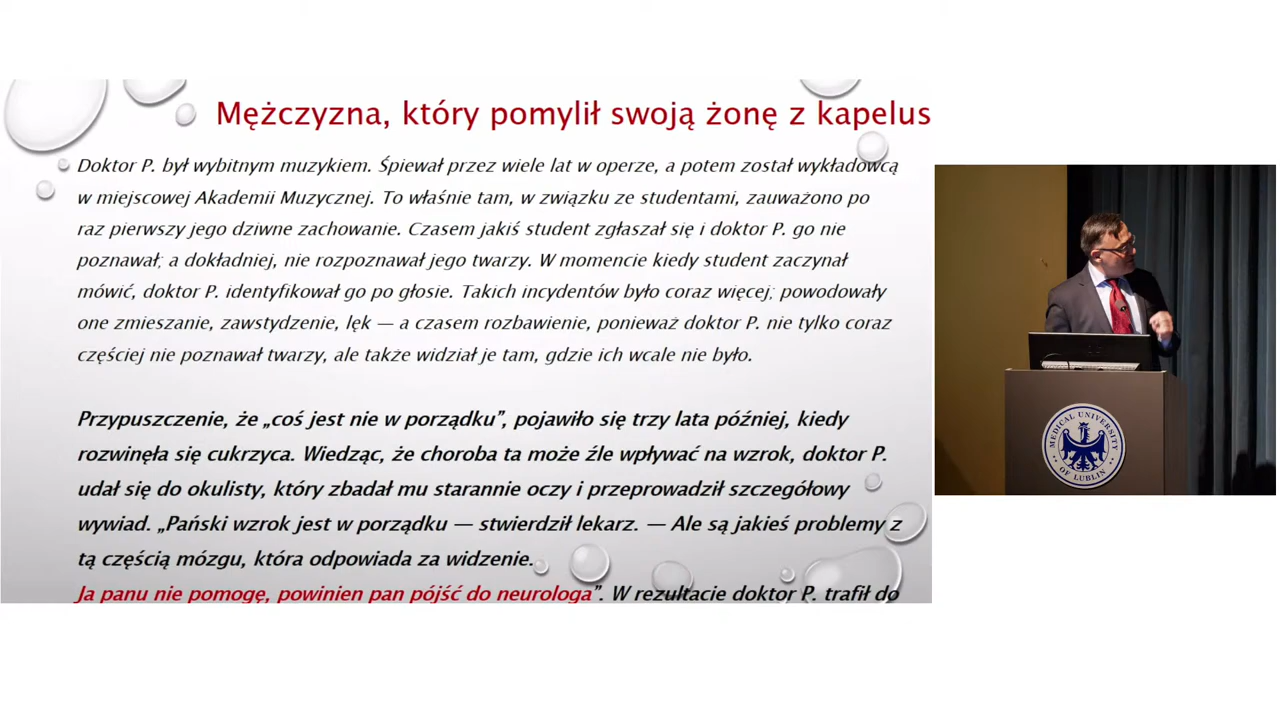 Mężczyzna, który pomylił swoją żonę z kapelus
Doktor P. był wybitnym muzykiem. Śpiewał przez wiele lat w operze, a potem został wykładowcą
w miejscowej Akademii Muzycznej. To właśnie tam, w związku ze studentami, zauważono po
raz pierwszy jego dziwne zachowanie. Czasem jakiś student zgłaszał się i doktor P. go nie
poznawał; a dokładniej, nie rozpoznawał jego twarzy. W momencie kiedy student zaczynał
mówić, doktor P. identyfikował go po głosie. Takich incydentów było coraz więcej; powodowały
one zmieszanie, zawstydzenie, lęk — a czasem rozbawienie, ponieważ doktor P. nie tylko coraz
częściej nie poznawał twarzy, ale także widział je tam, gdzie ich wcale nie było.
Przypuszczenie, że „coś jest nie w porządku”, pojawiło się trzy lata później, kiedy
rozwinęła się cukrzyca. Wiedząc, że choroba ta może źle wpływać na wzrok, doktor P.
udał się do okulisty, który zbadał mu starannie oczy i przeprowadził szczegółowy
wywiad. „Pański wzrok jest w porządku — stwierdził lekarz. — Ale są jakieś problemy z
tą częścią mózgu, która odpowiada za widzenie.
Ja panu nie pomogę, powinien pan pójść do neurologa”. W rezultacie doktor P. trafił do
MEDICAL UNIVERSITY
OF LUBLIN